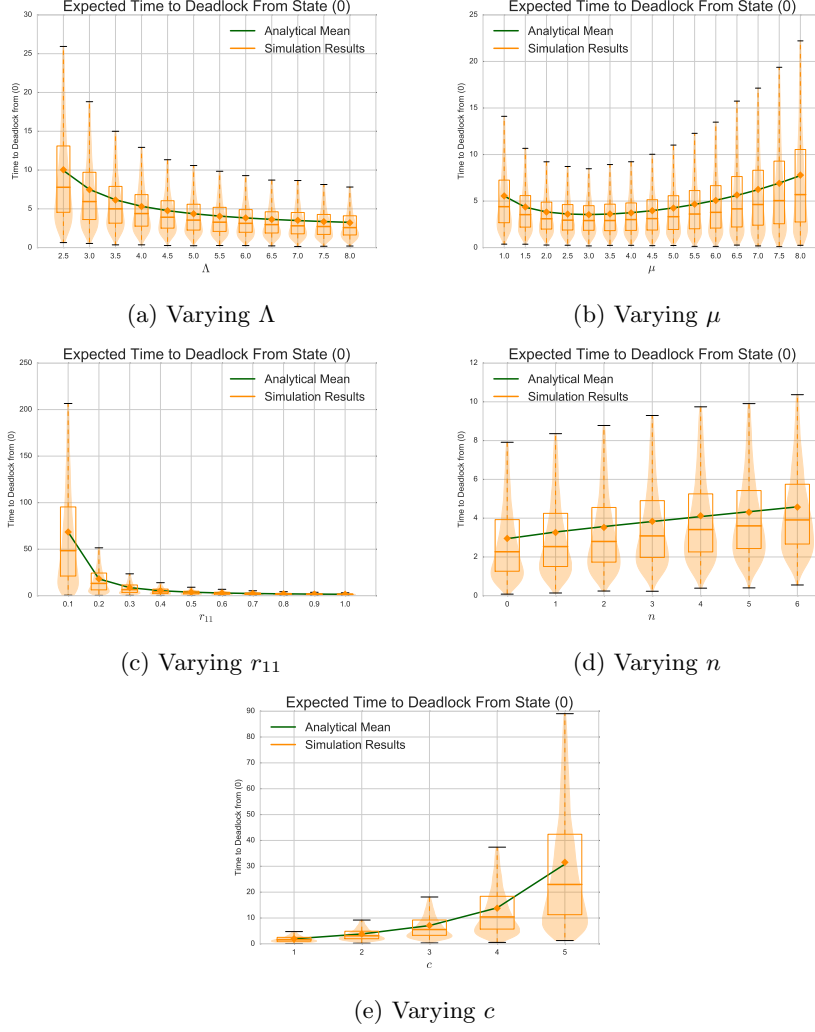 Expected Time to Deadlock From State (0)
Analytical Mean
Simulation Results
Time to Deadlock from (0)
30
25
20
15
10
5
0
2.5 3.0 3.5 4.0 4.5 5.0 5.5 6.0 6.5 7.0 7.5 8.0
Λ
(a) Varying Λ
Expected Time to Deadlock From State (0)
Analytical Mean
Simulation Results
Time to Deadlock from (0)
25
20
15
10
5
0
1.0 1.5 2.0 2.5 3.0 3.5 4.0 4.5 5.0 5.5 6.0 6.5 7.0 7.5 8.0
μ
(b) Varying μ
Expected Time to Deadlock From State (0)
Analytical Mean
Simulation Results
Time to Deadlock from (0)
250
200
150
100
50
0
0.1 0.2 0.3 0.4 0.5 0.6 0.7 0.8 0.9 1.0
r₁₁
(c) Varying r₁₁
Expected Time to Deadlock From State (0)
Analytical Mean
Simulation Results
Time to Deadlock from (0)
12
10
8
6
4
2
0
0 1 2 3 4 5 6
n
(d) Varying n
Expected Time to Deadlock From State (0)
Analytical Mean
Simulation Results
Time to Deadlock from (0)
90
80
70
60
50
40
30
20
10
0
1 2 3 4 5
c
(e) Varying c